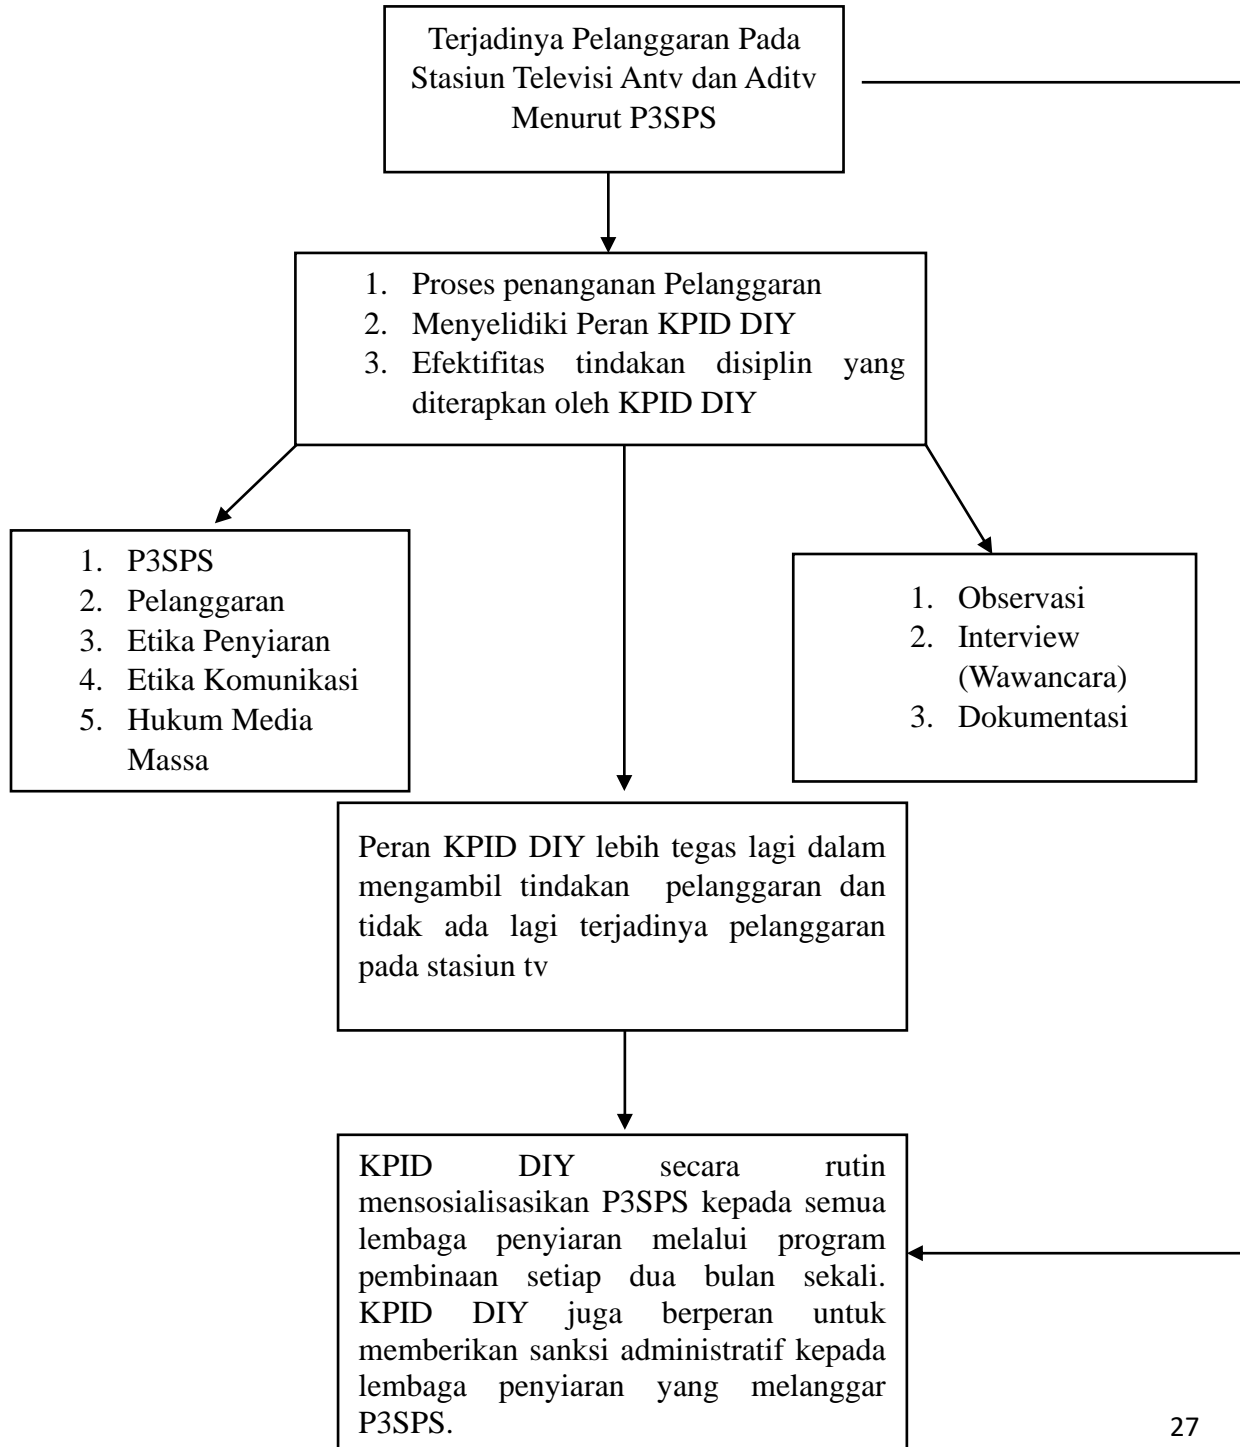 Terjadinya Pelanggaran Pada
Stasiun Televisi Antv dan Aditv
Menurut P3SPS
1. Proses penanganan Pelanggaran
2. Menyelidiki Peran KPID DIY
3. Efektifitas tindakan disiplin yang
diterapkan oleh KPID DIY
1. P3SPS
2. Pelanggaran
3. Etika Penyiaran
4. Etika Komunikasi
5. Hukum Media
Massa
1. Observasi
2. Interview
(Wawancara)
3. Dokumentasi
Peran KPID DIY lebih tegas lagi dalam
mengambil tindakan pelanggaran dan
tidak ada lagi terjadinya pelanggaran
pada stasiun tv
KPID DIY secara rutin
mensosialisasikan P3SPS kepada semua
lembaga penyiaran melalui program
pembinaan setiap dua bulan sekali.
KPID DIY juga berperan untuk
memberikan sanksi administratif kepada
lembaga penyiaran yang melanggar
P3SPS.
27